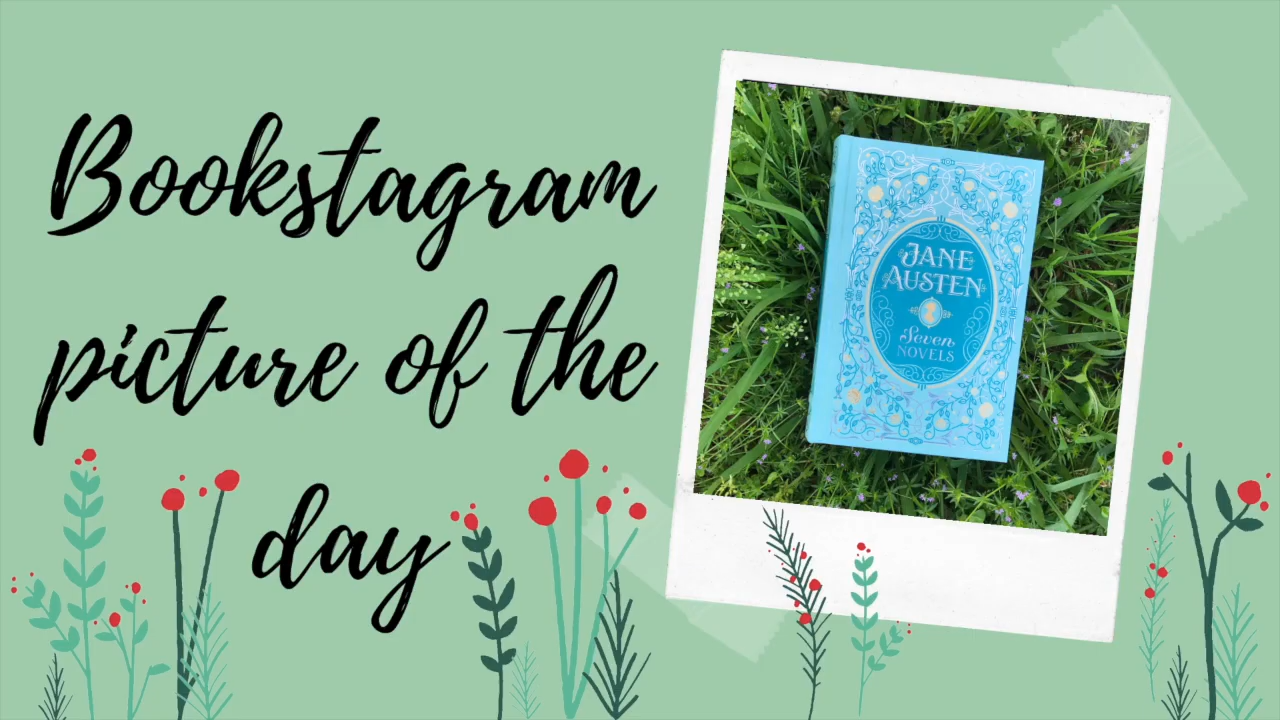 Bookstagram
picture of the
day
JANE
AUSTEN
Seven
NOVELS